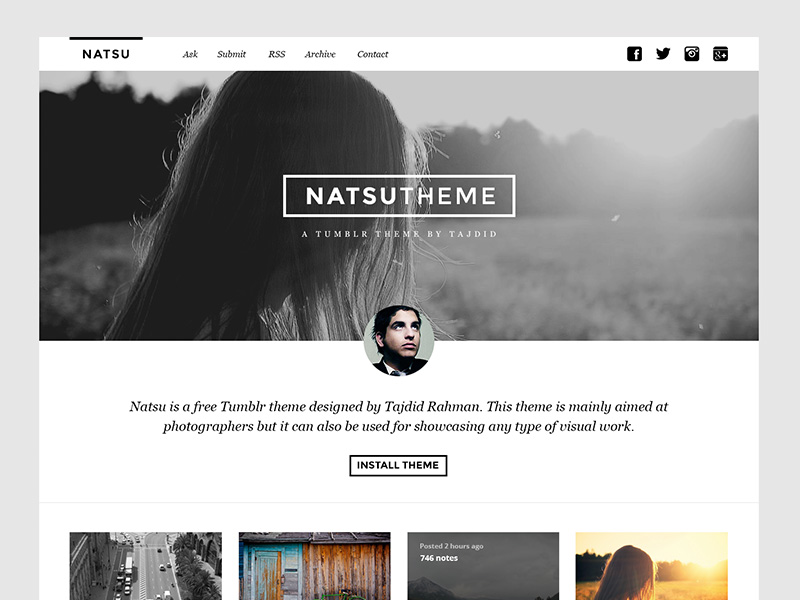 NATSU
Ask Submit RSS Archive Contact
NATSUTHEME
A TUMBLR THEME BY TAJDID
Natsu is a free Tumblr theme designed by Tajdid Rahman. This theme is mainly aimed at
photographers but it can also be used for showcasing any type of visual work.
INSTALL THEME
Posted 2 hours ago
746 notes